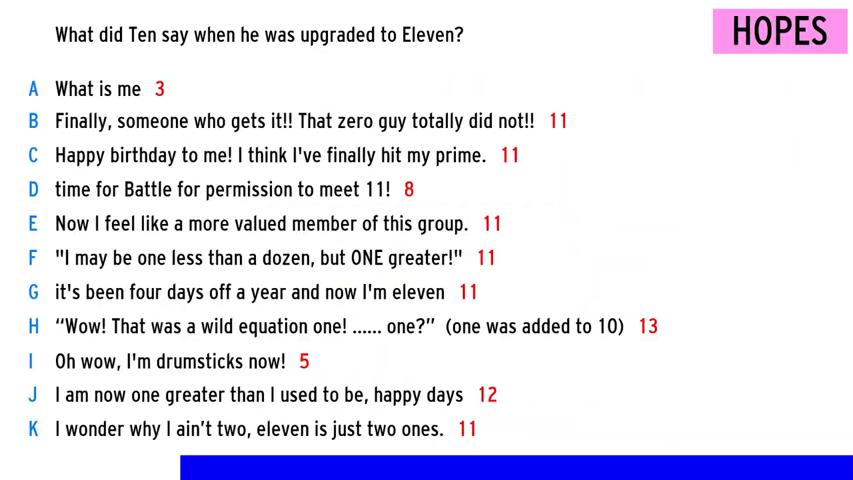 What did Ten say when he was upgraded to Eleven?
HOPES
A What is me 3
B Finally, someone who gets it!! That zero guy totally did not!! 11
C Happy birthday to me! I think I've finally hit my prime. 11
D time for Battle for permission to meet 11! 8
E Now I feel like a more valued member of this group. 11
F "I may be one less than a dozen, but ONE greater!" 11
G it's been four days off a year and now I'm eleven 11
H “Wow! That was a wild equation one! ...... one?” (one was added to 10) 13
I Oh wow, I'm drumsticks now! 5
J I am now one greater than I used to be, happy days 12
K I wonder why I ain’t two, eleven is just two ones. 11